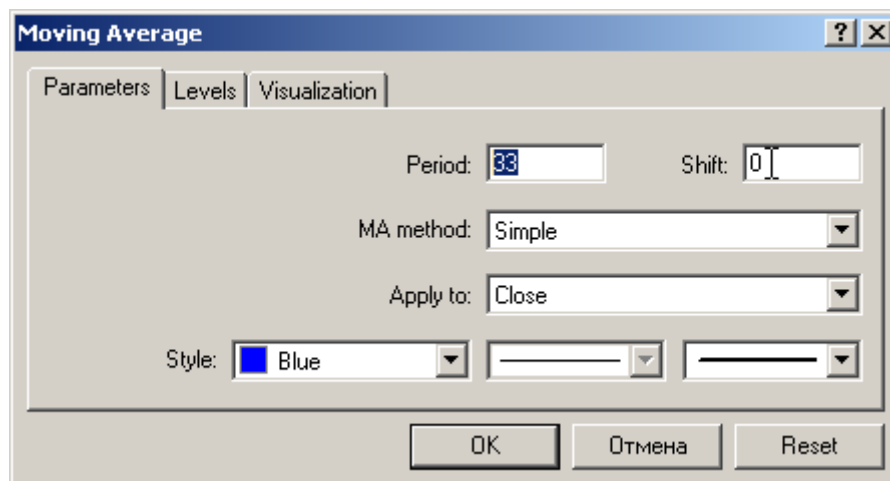 Moving Average
Parameters Levels Visualization
Period: 33 Shift: 0
MA method: Simple
Apply to: Close
Style: Blue
OK Отмена Reset